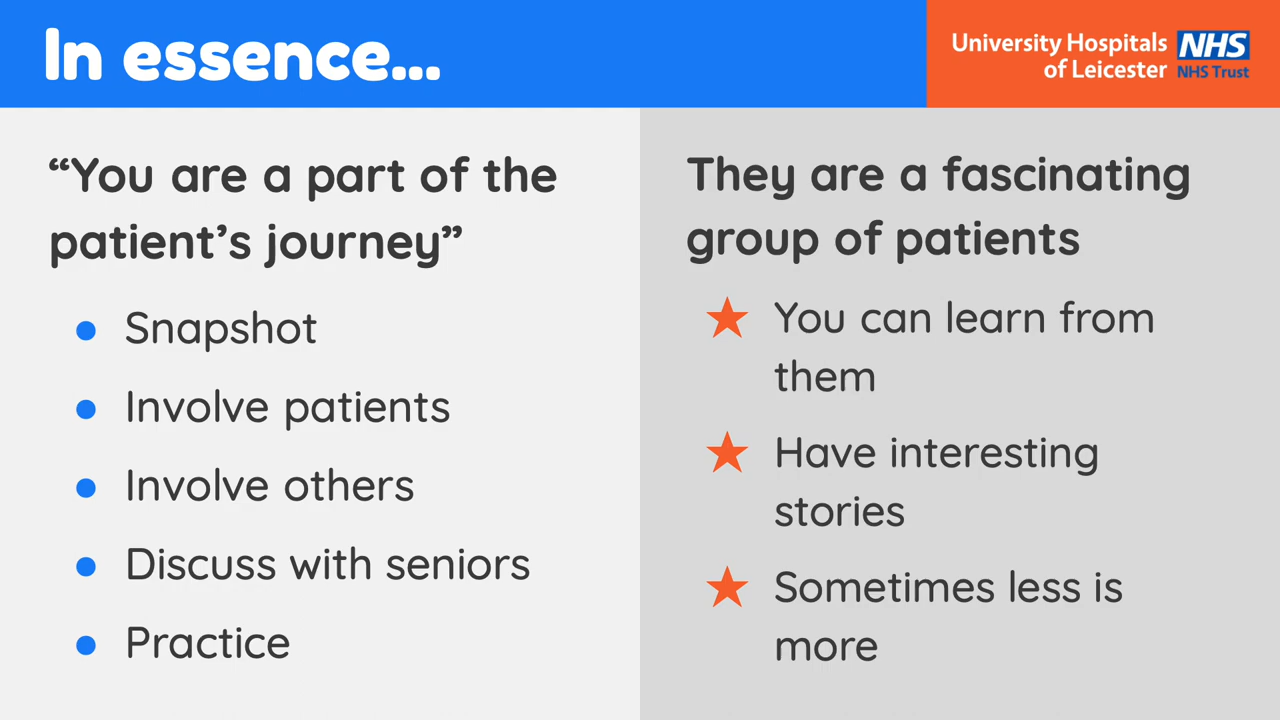 In essence...
University Hospitals
of Leicester
NHS
NHS Trust
“You are a part of the
patient’s journey”
Snapshot
Involve patients
Involve others
Discuss with seniors
Practice
They are a fascinating
group of patients
You can learn from
them
Have interesting
stories
Sometimes less is
more